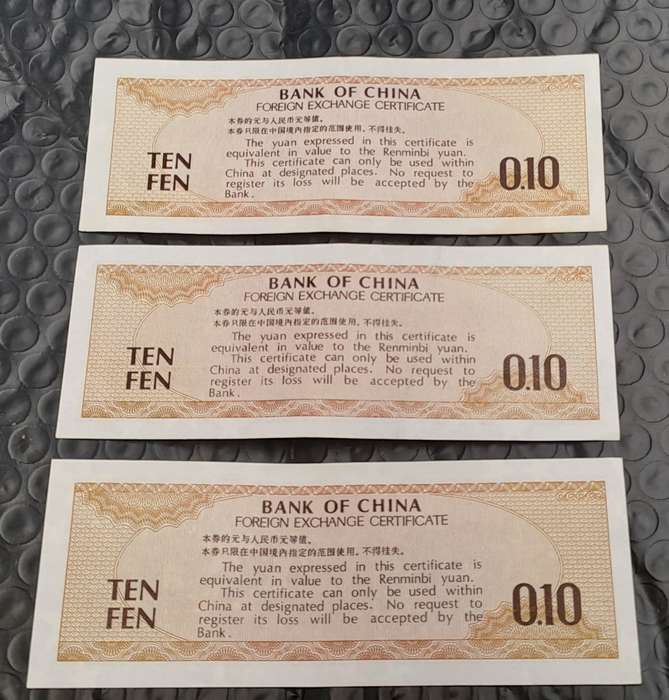 BANK OF CHINA
FOREIGN EXCHANGE CERTIFICATE
本券的元与人民币元等值。
本券只限在中国境内指定的范围使用，不得挂失。
The yuan expressed in this certificate is
equivalent in value to the Renminbi yuan.
This certificate can only be used within
China at designated places. No request to
register its loss will be accepted by the
Bank.
TEN
FEN
0.10
BANK OF CHINA
FOREIGN EXCHANGE CERTIFICATE
本券的元与人民币元等值。
本券只限在中国境内指定的范围使用，不得挂失。
The yuan expressed in this certificate is
equivalent in value to the Renminbi yuan.
This certificate can only be used within
China at designated places. No request to
register its loss will be accepted by the
Bank.
TEN
FEN
0.10
BANK OF CHINA
FOREIGN EXCHANGE CERTIFICATE
本券的元与人民币元等值。
本券只限在中国境内指定的范围使用，不得挂失。
The yuan expressed in this certificate is
equivalent in value to the Renminbi yuan.
This certificate can only be used within
China at designated places. No request to
register its loss will be accepted by the
Bank.
TEN
FEN
0.10